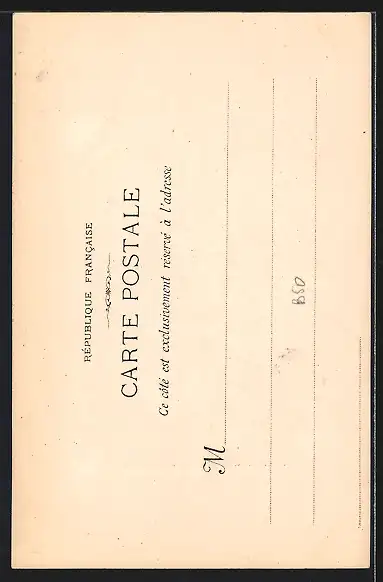 RÉPUBLIQUE FRANÇAISE
CARTE POSTALE
Ce côté est exclusivement réservé à l'adresse
M
B50